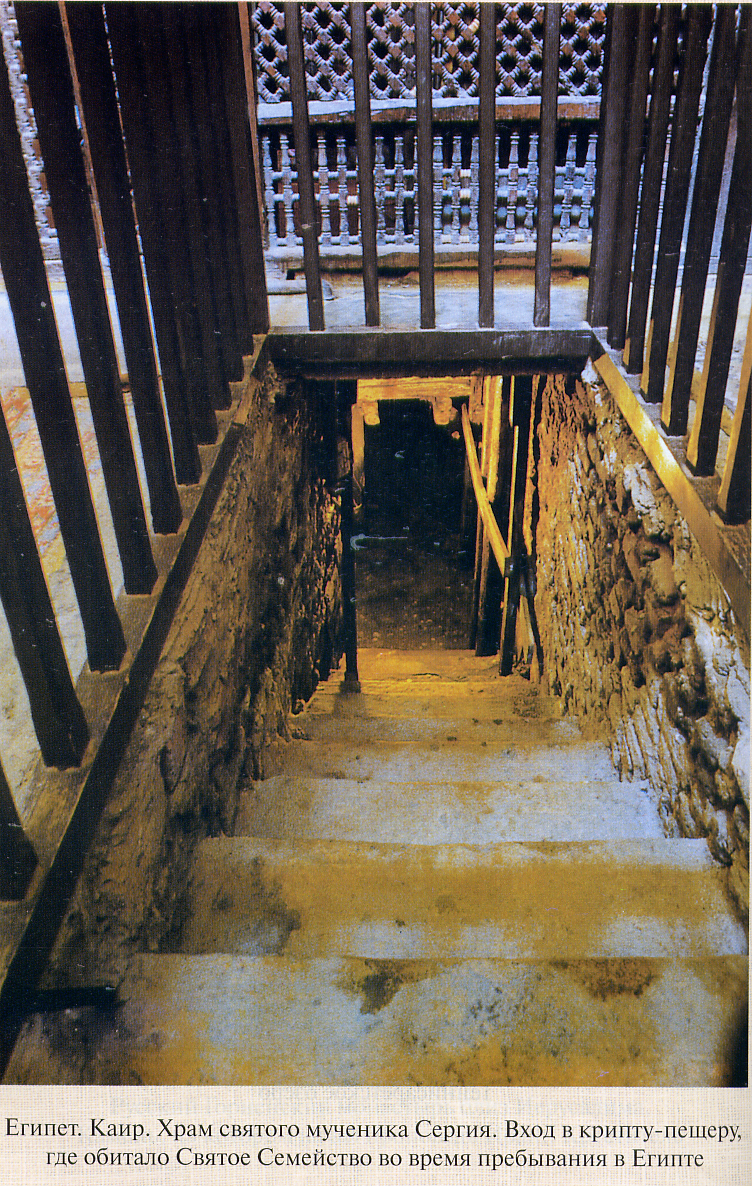 Египет. Каир. Храм святого мученика Сергия. Вход в крипту-пещеру,
где обитало Святое Семейство во время пребывания в Египте